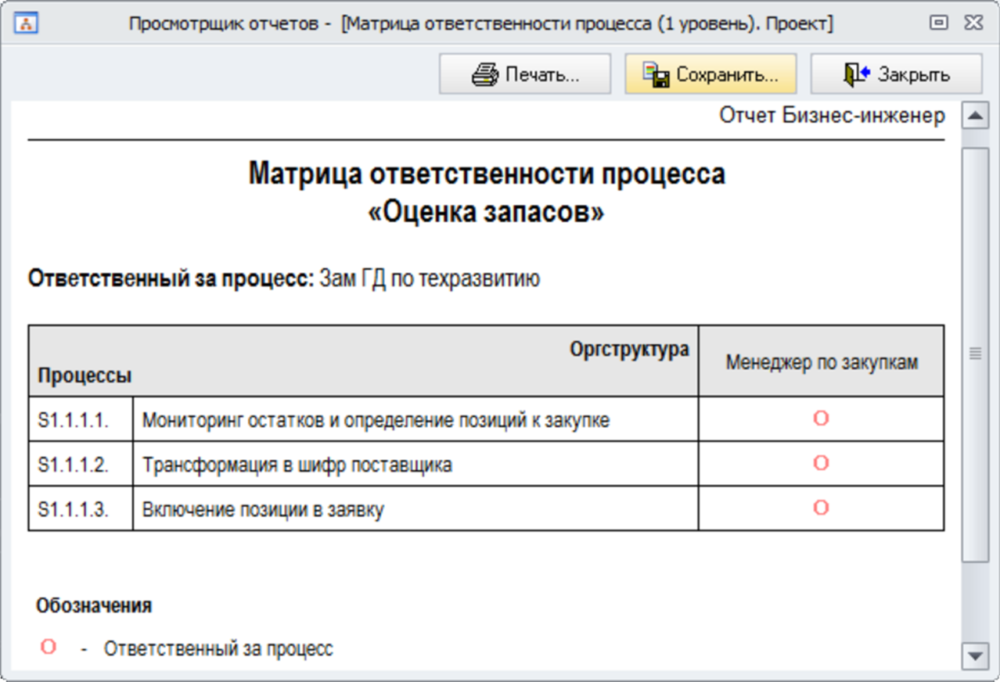 Просмотрщик отчетов - [Матрица ответственности процесса (1 уровень). Проект]
Печать... Сохранить... Закрыть
Отчет Бизнес-инженер
Матрица ответственности процесса
«Оценка запасов»
Ответственный за процесс: Зам ГД по техразвитию
Оргструктура
Процессы
Менеджер по закупкам
S1.1.1.1. Мониторинг остатков и определение позиций к закупке О
S1.1.1.2. Трансформация в шифр поставщика О
S1.1.1.3. Включение позиции в заявку О
Обозначения
О - Ответственный за процесс